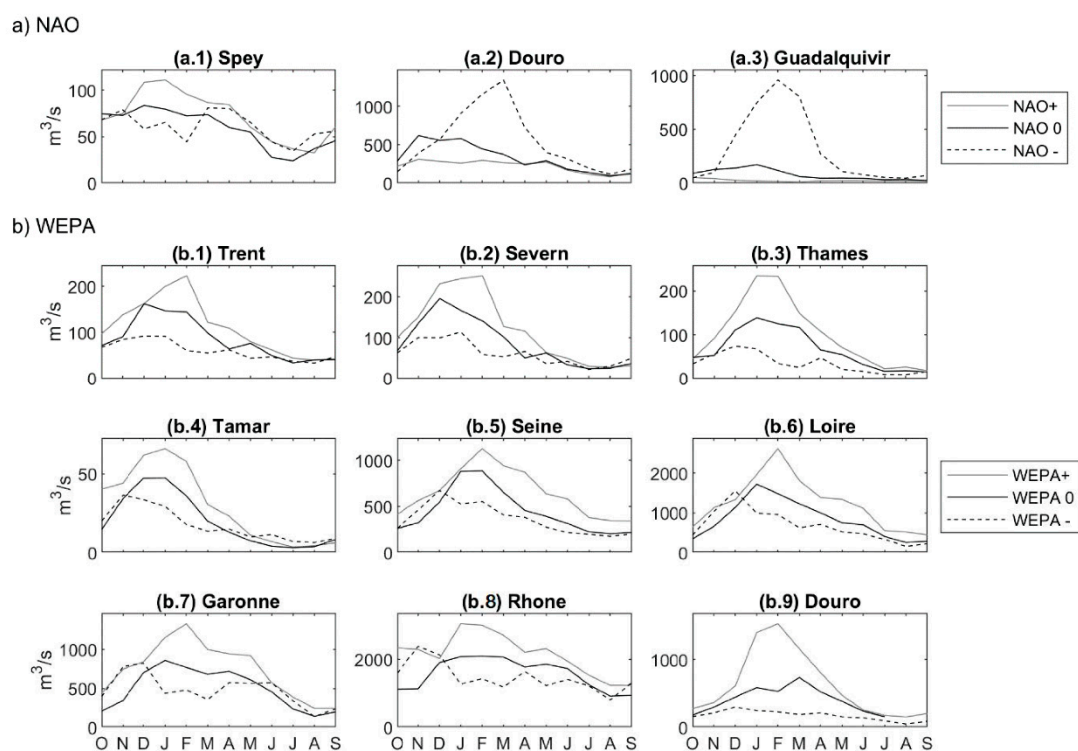 a) NAO
(a.1) Spey
(a.2) Douro
(a.3) Guadalquivir
m³/s
100
50
0
1000
500
0
1000
500
0
NAO+
NAO 0
NAO -
b) WEPA
(b.1) Trent
(b.2) Severn
(b.3) Thames
m³/s
200
100
0
200
100
0
200
100
0
(b.4) Tamar
(b.5) Seine
(b.6) Loire
m³/s
50
0
1000
500
0
2000
1000
0
WEPA+
WEPA 0
WEPA -
(b.7) Garonne
(b.8) Rhone
(b.9) Douro
m³/s
1000
500
0
2000
0
1000
0
O N D J F M A M J J A S
O N D J F M A M J J A S
O N D J F M A M J J A S